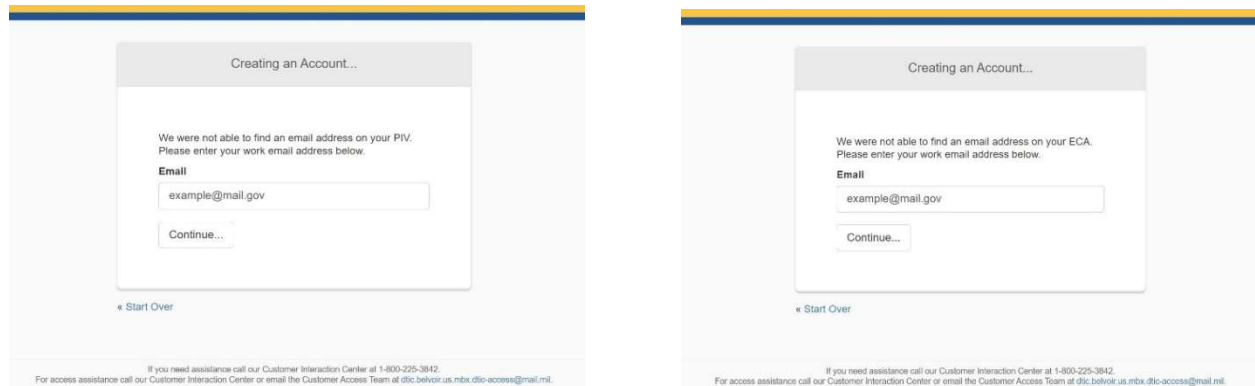 Creating an Account...
We were not able to find an email address on your PIV.
Please enter your work email address below.
Email
example@mail.gov
Continue...
« Start Over
If you need assistance call our Customer Interaction Center at 1-800-225-3842.
For access assistance call our Customer Interaction Center or email the Customer Access Team at dtic.belvoir.us.mbx.dtic-access@mail.mil.
Creating an Account...
We were not able to find an email address on your ECA.
Please enter your work email address below.
Email
example@mail.gov
Continue...
« Start Over
If you need assistance call our Customer Interaction Center at 1-800-225-3842.
For access assistance call our Customer Interaction Center or email the Customer Access Team at dtic.belvoir.us.mbx.dtic-access@mail.mil.